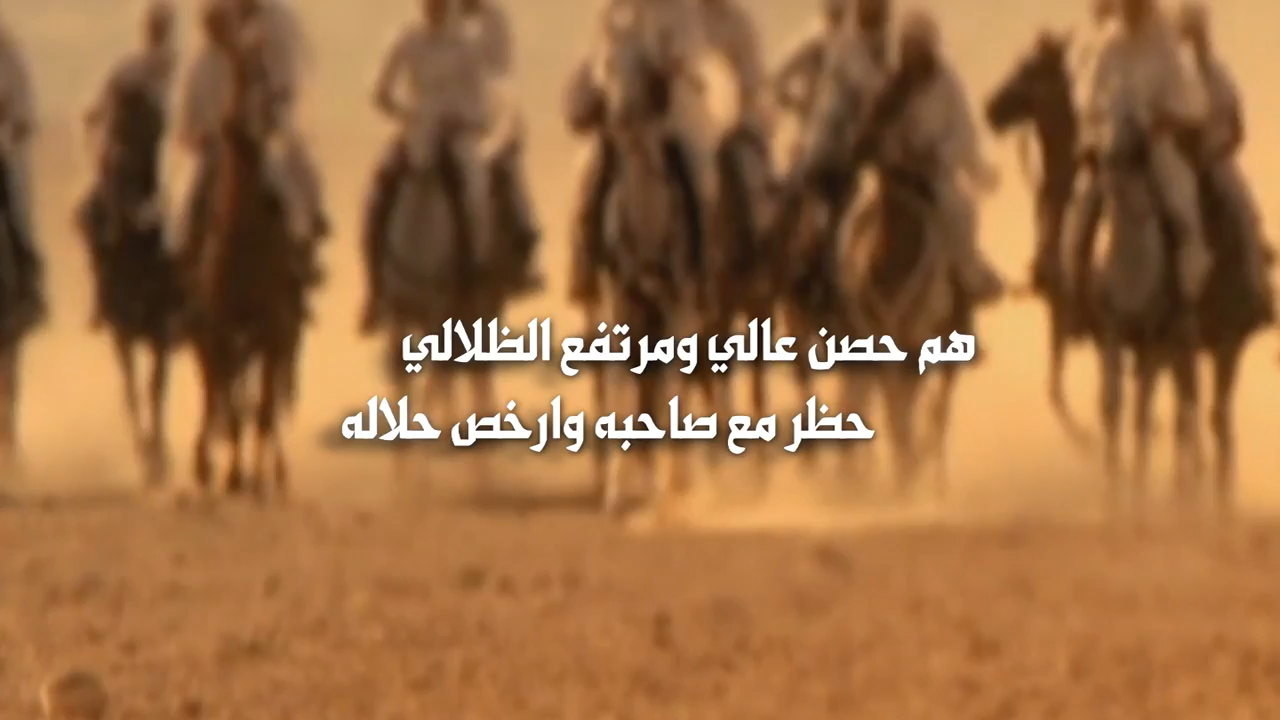 هم حصن عالي ومرتفع الظلالي
حظر مع صاحبه وارخص حلاله